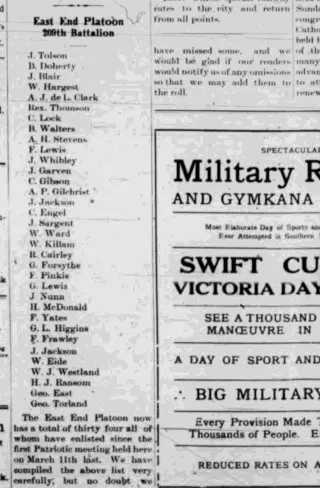 East End Platoon
209th Battalion
J. Tolson
B. Doherty
J. Blair
W. Hargest
A. J. de L. Clark
Rex. Thomson
C. Lock
B. Walters
A. H. Stevens
F. Lewis
J. Whibley
J. Garven
C. Gibson
A. P. Gilchrist
J. Jackson
C. Engel
J. Sargent
W. Ward
W. Killam
B. Cairley
G. Forsythe
F. Pinkie
G. Lewis
J. Nunn
H. McDonald
F. Yates
G. L. Higgins
F. Frawley
J. Jackson
W. Eide
W. J. Westland
H. J. Ransom
Geo. East
Geo. Torland
The East End Platoon now
has a total of thirty four all of
whom have enlisted since the
first Patriotic meeting held here
on March 11th last. We have
compiled the above list very
carefully, but no doubt we
rates to the city and return
from all points.
have missed some, and we
would be glad if our readers
would notify us of any omissions
so that we may add them to
the roll.
SPECTACULAR
Military R
AND GYMKANA
Most Elaborate Day of Sports and
Ever Attempted in Southern
SWIFT CU
VICTORIA DAY
SEE A THOUSAND
MANŒUVRE IN
A DAY OF SPORT AND
BIG MILITARY
Every Provision Made
Thousands of People. E
REDUCED RATES ON A